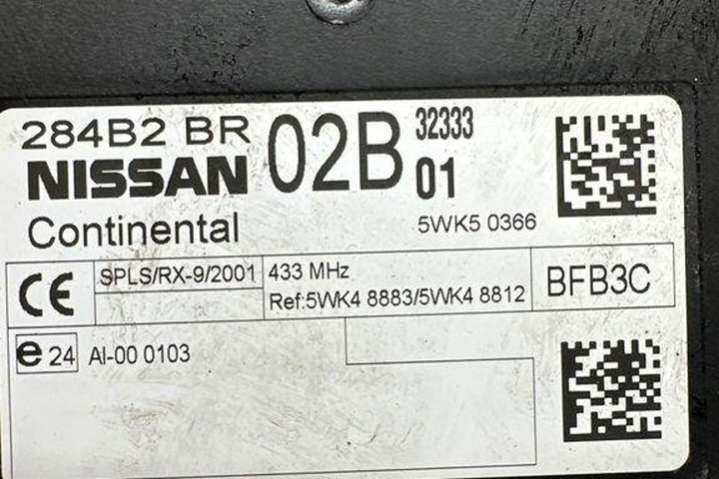 284B2 BR 02B 32333
NISSAN 01
Continental 5WK5 0366
CE SPLS/RX-9/2001 433 MHz BFB3C
Ref:5WK4 8883/5WK4 8812
e 24 AI-00 0103